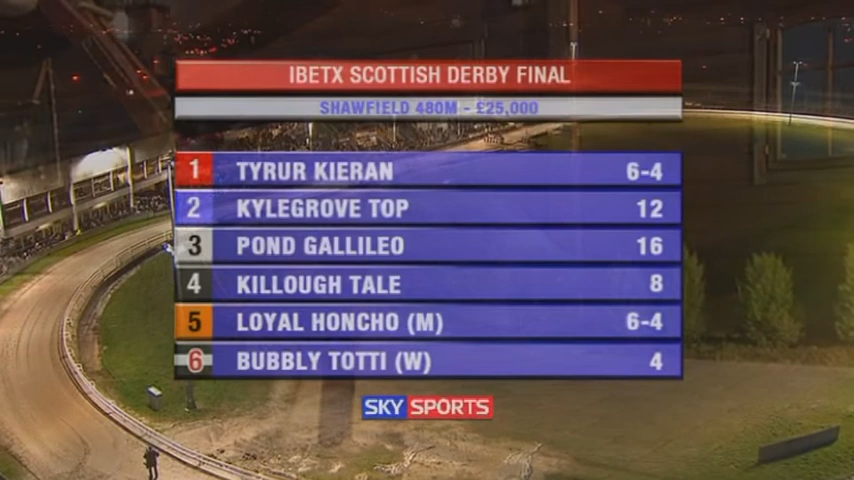 IBETX SCOTTISH DERBY FINAL
SHAWFIELD 480M - £25,000
1 TYRUR KIERAN 6-4
2 KYLEGROVE TOP 12
3 POND GALLILEO 16
4 KILLOUGH TALE 8
5 LOYAL HONCHO (M) 6-4
6 BUBBLY TOTTI (W) 4
SKY SPORTS